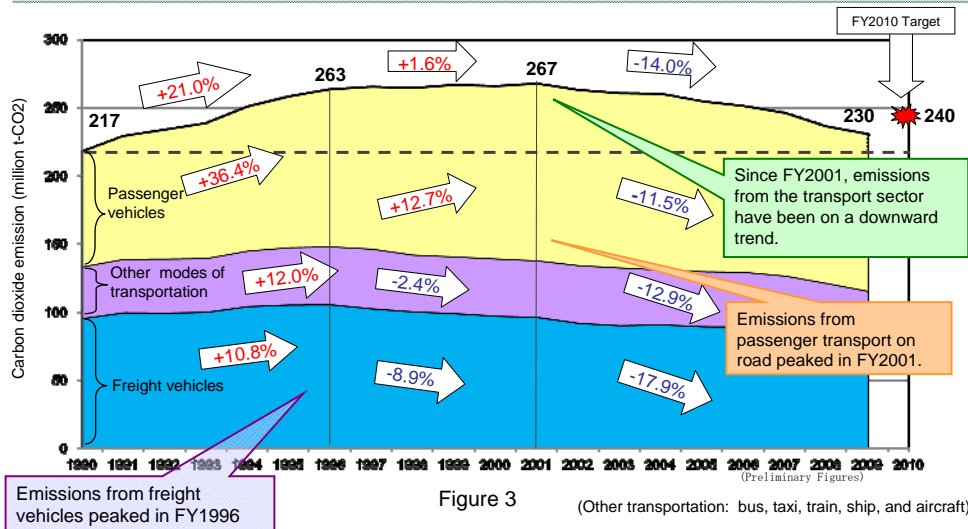 FY2010 Target
300
250
200
150
100
50
0
Carbon dioxide emission (million t-CO2)
217
+21.0%
263
+1.6%
267
-14.0%
230
240
Passenger
vehicles
+36.4%
+12.7%
-11.5%
Since FY2001, emissions
from the transport sector
have been on a downward
trend.
Other modes of
transportation
+12.0%
-2.4%
-12.9%
Emissions from
passenger transport on
road peaked in FY2001.
Freight vehicles
+10.8%
-8.9%
-17.9%
1990 1991 1992 1993 1994 1995 1996 1997 1998 1999 2000 2001 2002 2003 2004 2005 2006 2007 2008 2009 2010
(Preliminary Figures)
Emissions from freight
vehicles peaked in FY1996
Figure 3
(Other transportation: bus, taxi, train, ship, and aircraft)